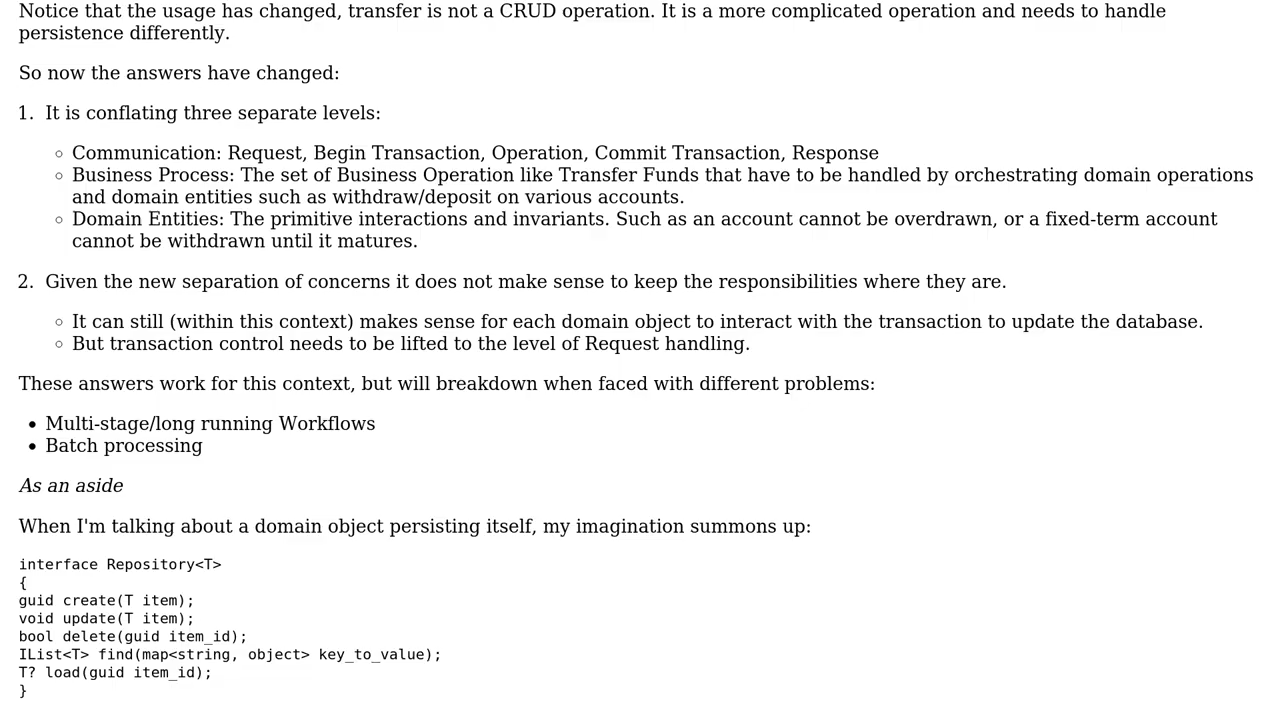 Notice that the usage has changed, transfer is not a CRUD operation. It is a more complicated operation and needs to handle
persistence differently.
So now the answers have changed:
1. It is conflating three separate levels:
◦ Communication: Request, Begin Transaction, Operation, Commit Transaction, Response
◦ Business Process: The set of Business Operation like Transfer Funds that have to be handled by orchestrating domain operations
and domain entities such as withdraw/deposit on various accounts.
◦ Domain Entities: The primitive interactions and invariants. Such as an account cannot be overdrawn, or a fixed-term account
cannot be withdrawn until it matures.
2. Given the new separation of concerns it does not make sense to keep the responsibilities where they are.
◦ It can still (within this context) makes sense for each domain object to interact with the transaction to update the database.
◦ But transaction control needs to be lifted to the level of Request handling.
These answers work for this context, but will breakdown when faced with different problems:
• Multi-stage/long running Workflows
• Batch processing
As an aside
When I'm talking about a domain object persisting itself, my imagination summons up:
interface Repository<T>
{
guid create(T item);
void update(T item);
bool delete(guid item_id);
IList<T> find(map<string, object> key_to_value);
T? load(guid item_id);
}